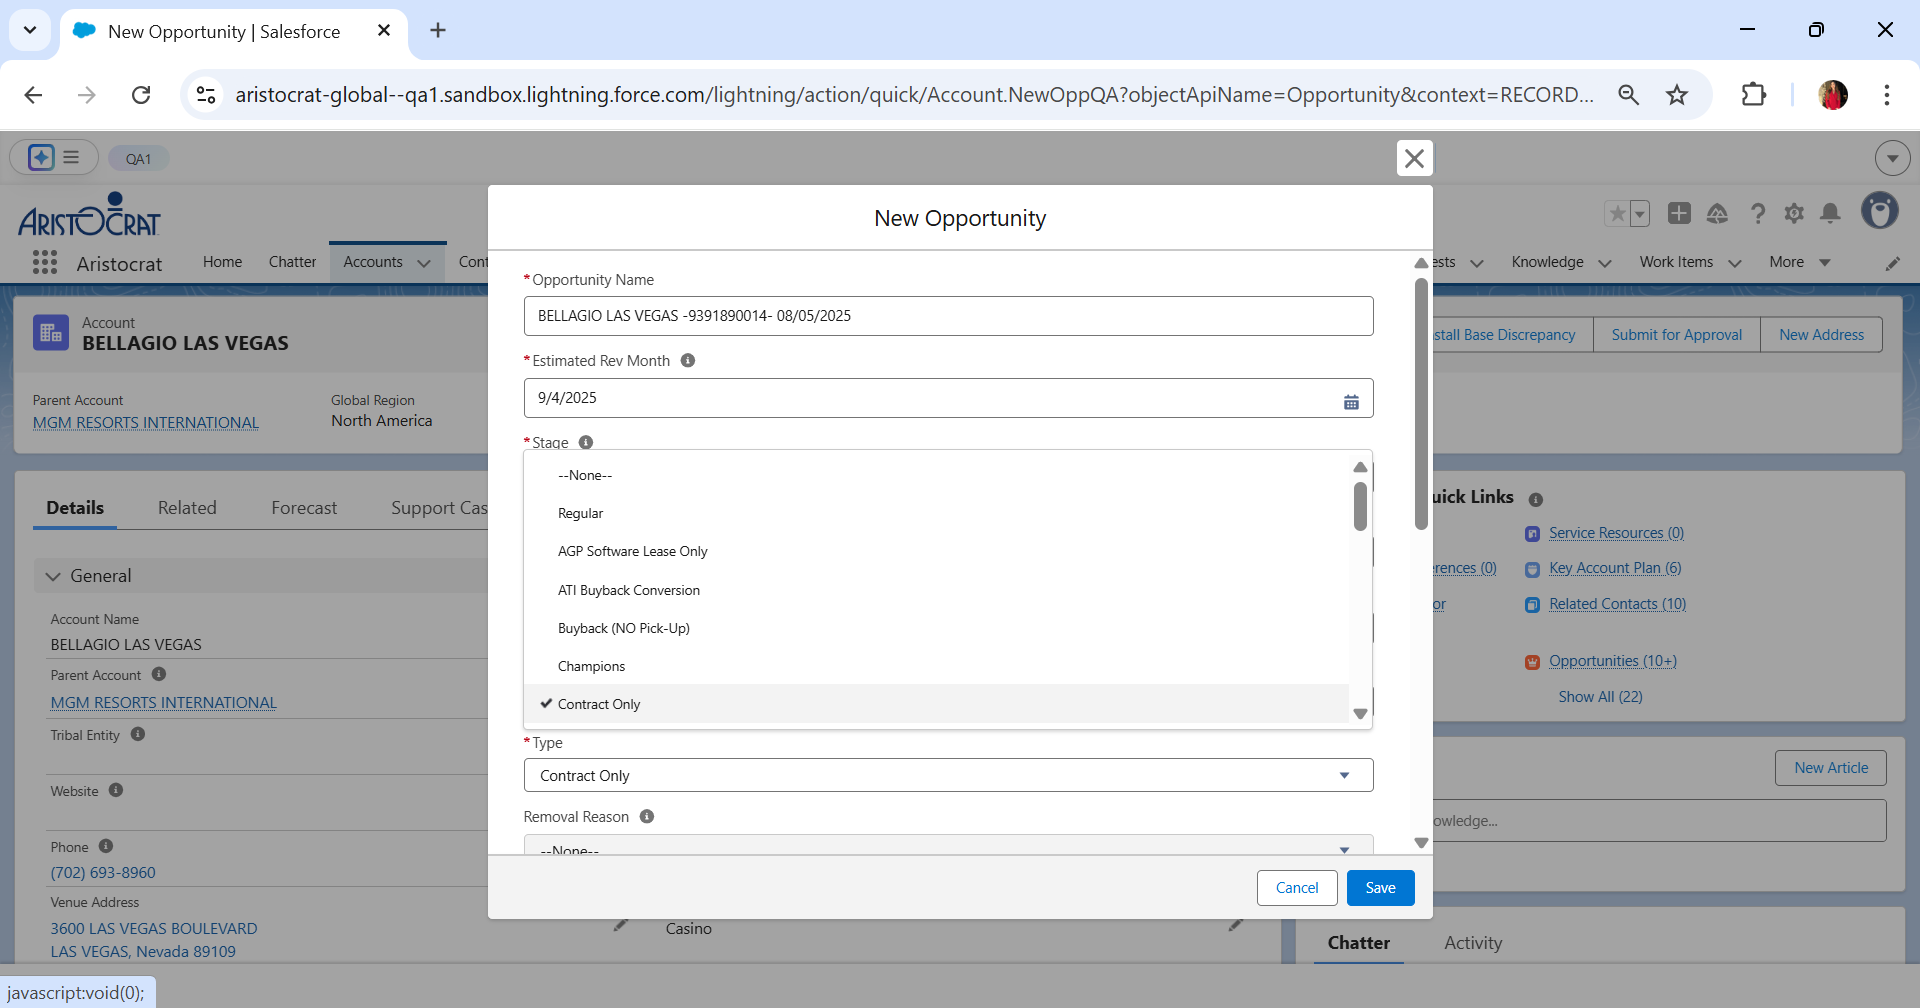 New Opportunity | Salesforce
aristocrat-global--qa1.sandbox.lightning.force.com/lightning/action/quick/Account.NewOppQA?objectApiName=Opportunity&context=RECORD...
QA1
ARISTOCRAT
Aristocrat
Home
Chatter
Accounts
Cont
ests
Knowledge
Work Items
More
Account
BELLAGIO LAS VEGAS
Parent Account
MGM RESORTS INTERNATIONAL
Global Region
North America
stall Base Discrepancy
Submit for Approval
New Address
Details
Related
Forecast
Support Cas
General
Account Name
BELLAGIO LAS VEGAS
Parent Account
MGM RESORTS INTERNATIONAL
Tribal Entity
Website
Phone
(702) 693-8960
Venue Address
3600 LAS VEGAS BOULEVARD
LAS VEGAS, Nevada 89109
Casino
New Opportunity
*Opportunity Name
BELLAGIO LAS VEGAS -9391890014- 08/05/2025
*Estimated Rev Month
9/4/2025
*Stage
--None--
Regular
AGP Software Lease Only
ATI Buyback Conversion
Buyback (NO Pick-Up)
Champions
Contract Only
*Type
Contract Only
Removal Reason
--None--
Cancel
Save
uick Links
Service Resources (0)
erences (0)
Key Account Plan (6)
or
Related Contacts (10)
Opportunities (10+)
Show All (22)
New Article
owledge...
Chatter
Activity
javascript:void(0);